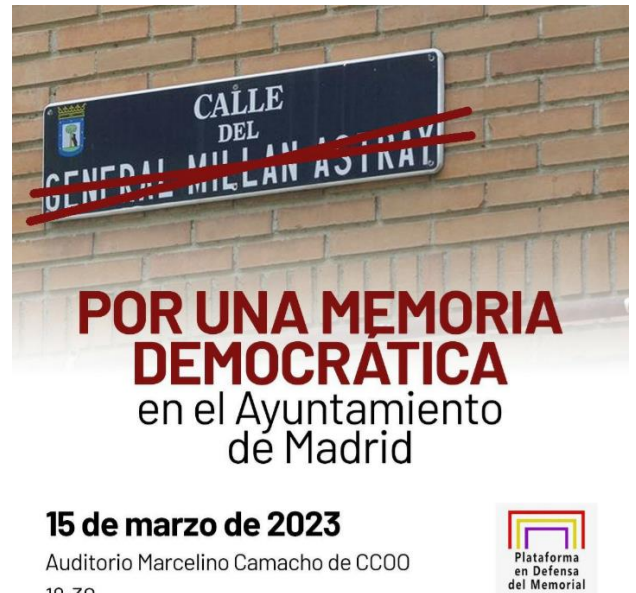 CALLE
DEL
GENERAL MILLAN ASTRAY
POR UNA MEMORIA
DEMOCRÁTICA
en el Ayuntamiento
de Madrid
15 de marzo de 2023
Auditorio Marcelino Camacho de CCOO
Plataforma
en Defensa
del Memorial